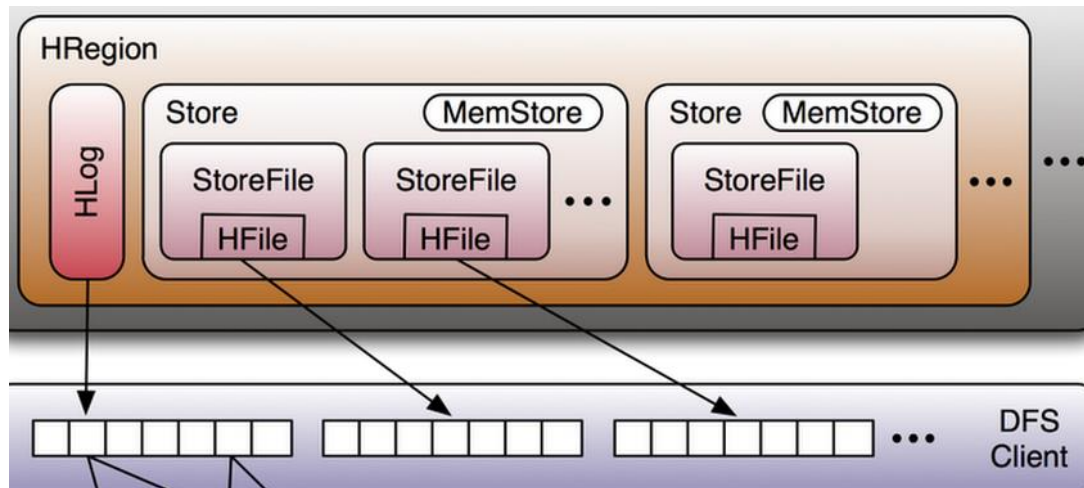 HRegion
HLog
Store
MemStore
StoreFile
HFile
StoreFile
HFile
...
Store
MemStore
StoreFile
HFile
...
...
...
DFS
Client